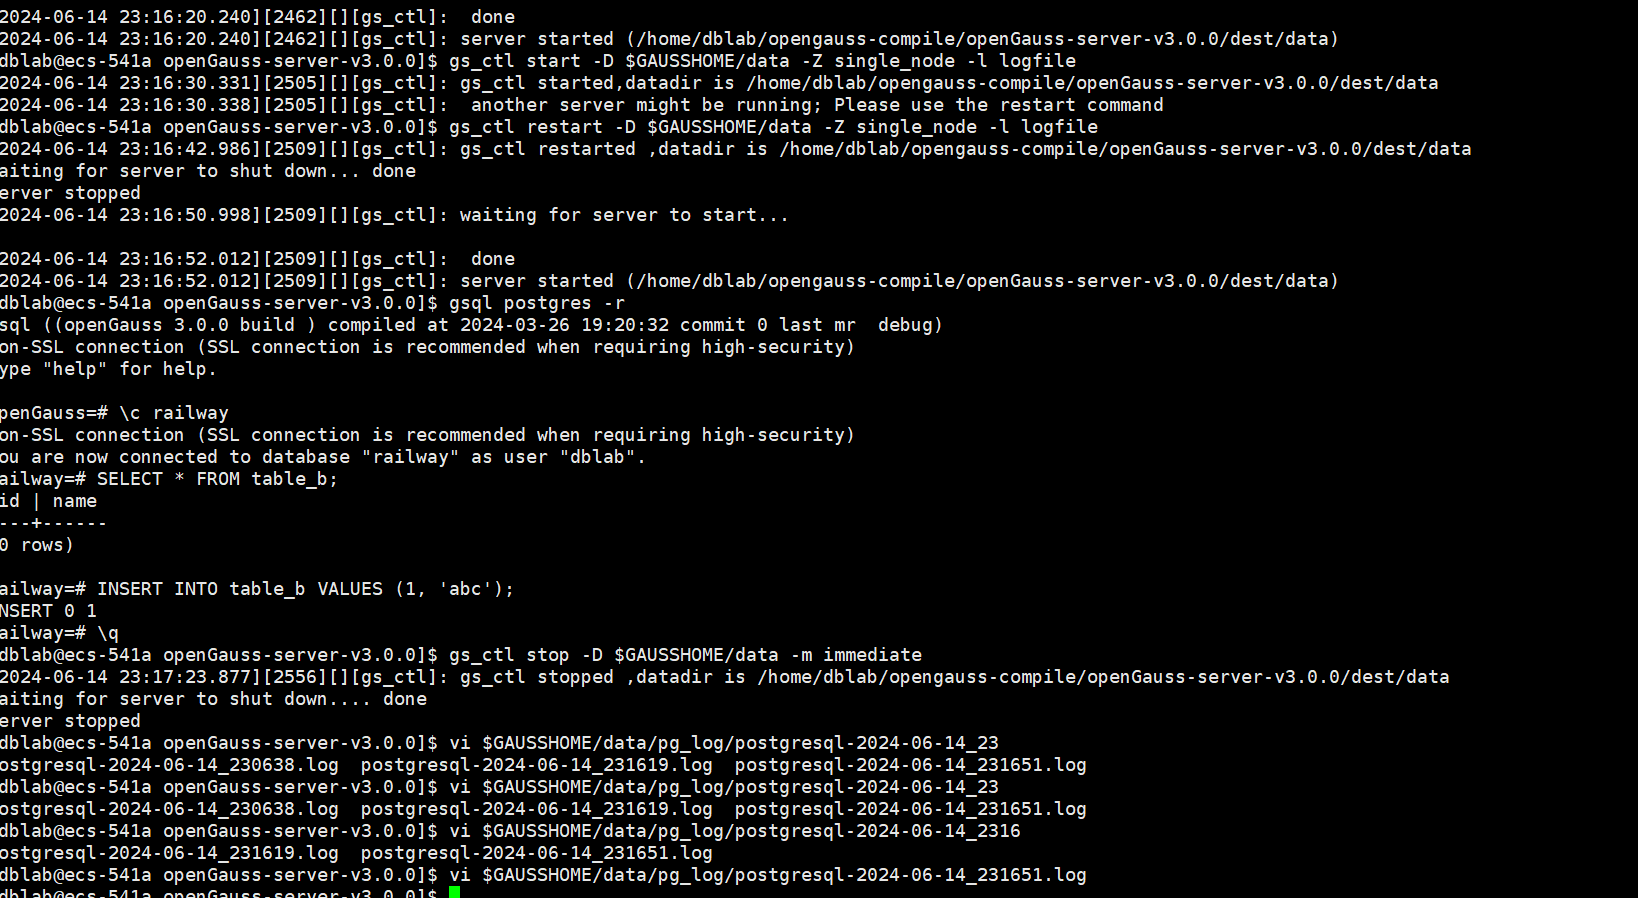 2024-06-14 23:16:20.240][2462][][gs_ctl]:  done
2024-06-14 23:16:20.240][2462][][gs_ctl]: server started (/home/dblab/opengauss-compile/openGauss-server-v3.0.0/dest/data)
dblab@ecs-541a openGauss-server-v3.0.0]$ gs_ctl start -D $GAUSSHOME/data -Z single_node -l logfile
2024-06-14 23:16:30.331][2505][][gs_ctl]: gs_ctl started,datadir is /home/dblab/opengauss-compile/openGauss-server-v3.0.0/dest/data
2024-06-14 23:16:30.338][2505][][gs_ctl]:  another server might be running; Please use the restart command
dblab@ecs-541a openGauss-server-v3.0.0]$ gs_ctl restart -D $GAUSSHOME/data -Z single_node -l logfile
2024-06-14 23:16:42.986][2509][][gs_ctl]: gs_ctl restarted ,datadir is /home/dblab/opengauss-compile/openGauss-server-v3.0.0/dest/data
aiting for server to shut down... done
erver stopped
2024-06-14 23:16:50.998][2509][][gs_ctl]: waiting for server to start...
2024-06-14 23:16:52.012][2509][][gs_ctl]:  done
2024-06-14 23:16:52.012][2509][][gs_ctl]: server started (/home/dblab/opengauss-compile/openGauss-server-v3.0.0/dest/data)
dblab@ecs-541a openGauss-server-v3.0.0]$ gsql postgres -r
sql ((openGauss 3.0.0 build ) compiled at 2024-03-26 19:20:32 commit 0 last mr  debug)
on-SSL connection (SSL connection is recommended when requiring high-security)
ype "help" for help.
penGauss=# \c railway
on-SSL connection (SSL connection is recommended when requiring high-security)
ou are now connected to database "railway" as user "dblab".
ailway=# SELECT * FROM table_b;
id | name
---+------
0 rows)
ailway=# INSERT INTO table_b VALUES (1, 'abc');
NSERT 0 1
ailway=# \q
dblab@ecs-541a openGauss-server-v3.0.0]$ gs_ctl stop -D $GAUSSHOME/data -m immediate
2024-06-14 23:17:23.877][2556][][gs_ctl]: gs_ctl stopped ,datadir is /home/dblab/opengauss-compile/openGauss-server-v3.0.0/dest/data
aiting for server to shut down.... done
erver stopped
dblab@ecs-541a openGauss-server-v3.0.0]$ vi $GAUSSHOME/data/pg_log/postgresql-2024-06-14_23
ostgresql-2024-06-14_230638.log  postgresql-2024-06-14_231619.log  postgresql-2024-06-14_231651.log
dblab@ecs-541a openGauss-server-v3.0.0]$ vi $GAUSSHOME/data/pg_log/postgresql-2024-06-14_23
ostgresql-2024-06-14_230638.log  postgresql-2024-06-14_231619.log  postgresql-2024-06-14_231651.log
dblab@ecs-541a openGauss-server-v3.0.0]$ vi $GAUSSHOME/data/pg_log/postgresql-2024-06-14_2316
ostgresql-2024-06-14_231619.log  postgresql-2024-06-14_231651.log
dblab@ecs-541a openGauss-server-v3.0.0]$ vi $GAUSSHOME/data/pg_log/postgresql-2024-06-14_231651.log
dblab@ecs-541a openGauss-server-v3.0.0]$